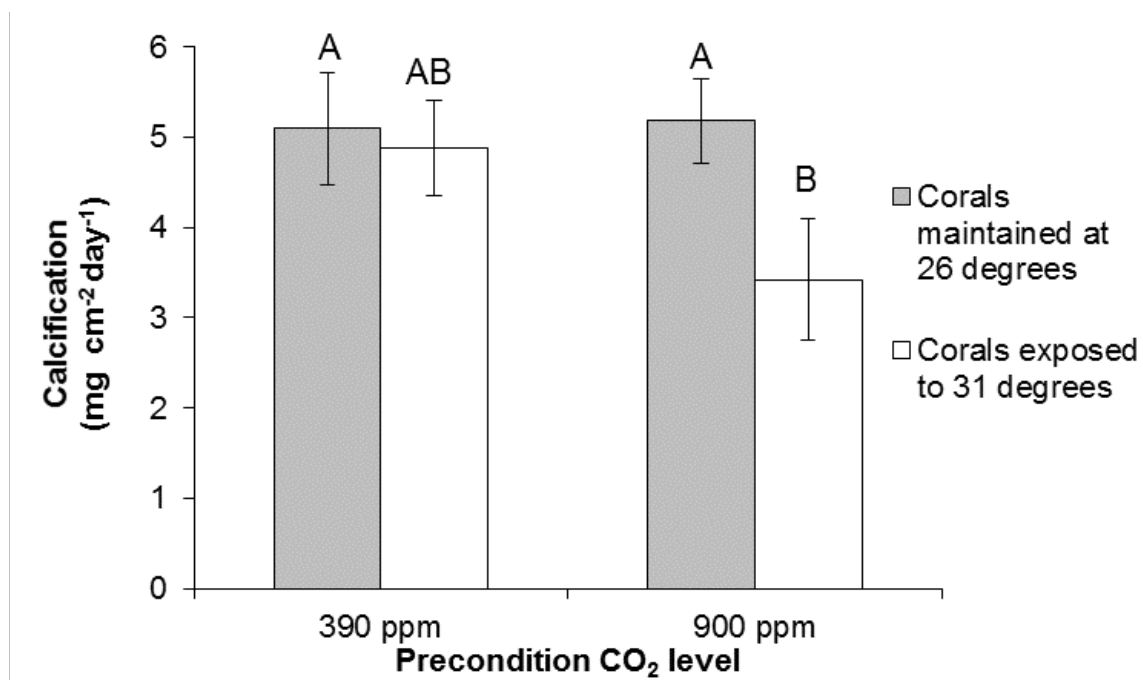 6
5
4
3
2
1
0
Calcification
(mg cm⁻² day⁻¹)
A
AB
A
B
Corals
maintained at
26 degrees
Corals exposed
to 31 degrees
390 ppm
900 ppm
Precondition CO₂ level